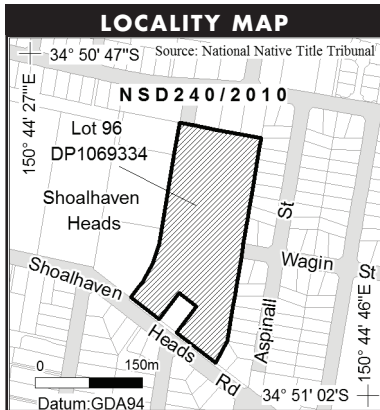 LOCALITY MAP
34 50'47"S
Source: National Native Title Tribunal
150 44' 27""E
NSD240/2010
Lot 96
DP1069334
Shoalhaven
Heads
St
Wagin St
Shoalhaven Heads Rd
Aspinall
150 44' 46"E
0 150m
34 51' 02"S
Datum:GDA94